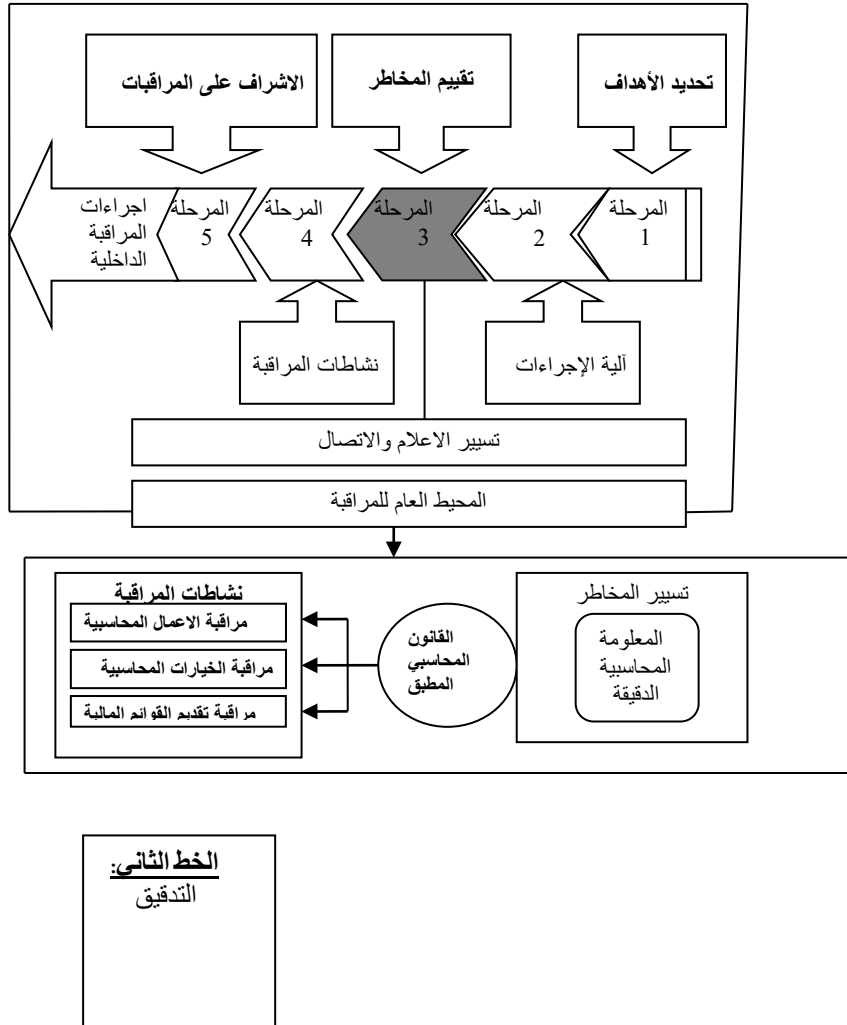 تحديد الأهداف
تقييم المخاطر
الاشراف على المراقبات
المرحلة
1
المرحلة
2
المرحلة
3
المرحلة
4
المرحلة
5
اجراءات
المراقبة
الداخلية
آلية الإجراءات
نشاطات المراقبة
تسيير الاعلام والاتصال
المحيط العام للمراقبة
تسيير المخاطر
المعلومة
المحاسبية
الدقيقة
القانون
المحاسبي
المطبق
نشاطات المراقبة
مراقبة الاعمال المحاسبية
مراقبة الخيارات المحاسبية
مراقبة تقديم القوائم المالية
الخط الثاني:
التدقيق